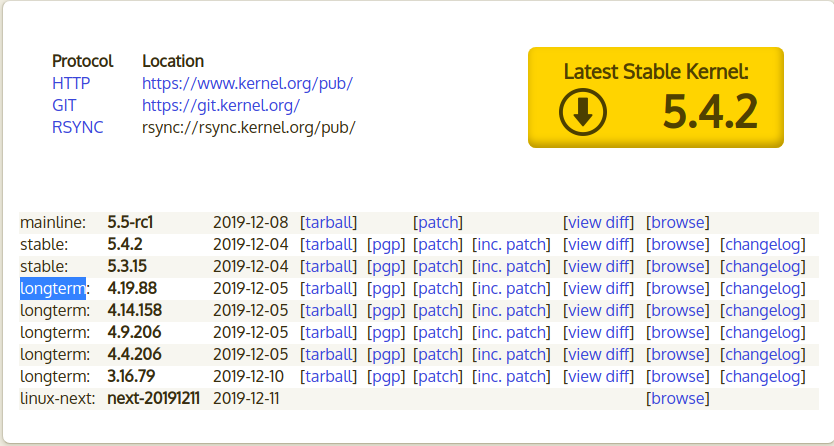 Protocol Location
HTTP https://www.kernel.org/pub/
GIT https://git.kernel.org/
RSYNC rsync://rsync.kernel.org/pub/
Latest Stable Kernel:
5.4.2
mainline: 5.5-rc1 2019-12-08 [tarball] [patch] [view diff] [browse]
stable: 5.4.2 2019-12-04 [tarball] [pgp] [patch] [inc. patch] [view diff] [browse] [changelog]
stable: 5.3.15 2019-12-04 [tarball] [pgp] [patch] [inc. patch] [view diff] [browse] [changelog]
longterm: 4.19.88 2019-12-05 [tarball] [pgp] [patch] [inc. patch] [view diff] [browse] [changelog]
longterm: 4.14.158 2019-12-05 [tarball] [pgp] [patch] [inc. patch] [view diff] [browse] [changelog]
longterm: 4.9.206 2019-12-05 [tarball] [pgp] [patch] [inc. patch] [view diff] [browse] [changelog]
longterm: 4.4.206 2019-12-05 [tarball] [pgp] [patch] [inc. patch] [view diff] [browse] [changelog]
longterm: 3.16.79 2019-12-10 [tarball] [pgp] [patch] [inc. patch] [view diff] [browse] [changelog]
linux-next: next-20191211 2019-12-11 [browse]